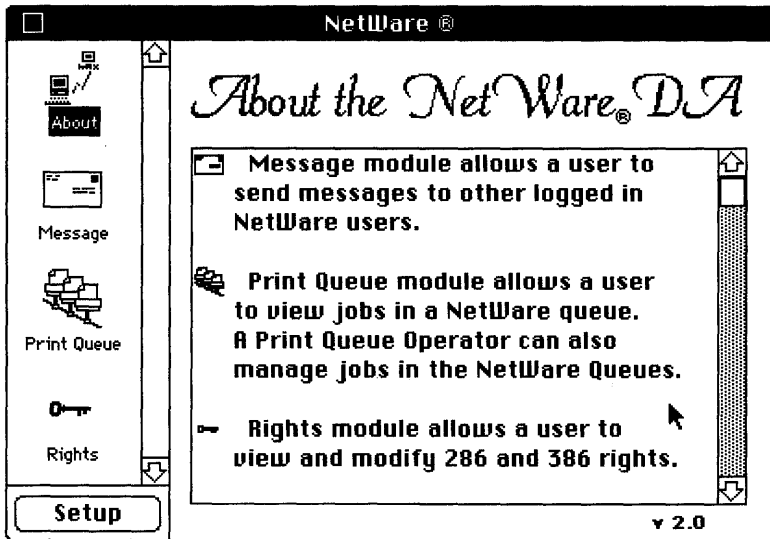 NetWare ®
About
Message
Print Queue
Rights
Setup
About the NetWare® DA
Message module allows a user to
send messages to other logged in
NetWare users.
Print Queue module allows a user
to view jobs in a NetWare queue.
A Print Queue Operator can also
manage jobs in the NetWare Queues.
Rights module allows a user to
view and modify 286 and 386 rights.
v 2.0